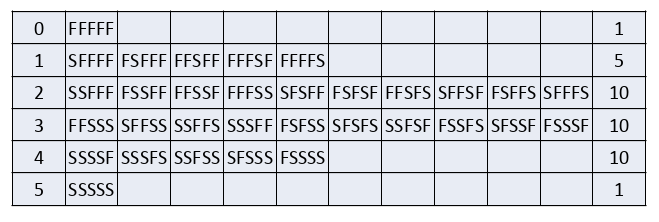 0 FFFFF 1
1 SFFFF FSFFF FFSFF FFFSF FFFFS 5
2 SSFFF FSSFF FFSSF FFFSS SFSFF FSFSF FFSFS SFFSF FSFFS SFFFS 10
3 FFSSS SFFSS SSFFS SSSFF FSFSS SFSFS SSFSF FSSFS SFSSF FSSSF 10
4 SSSSF SSSFS SSFSS SFSSS FSSSS 10
5 SSSSS 1